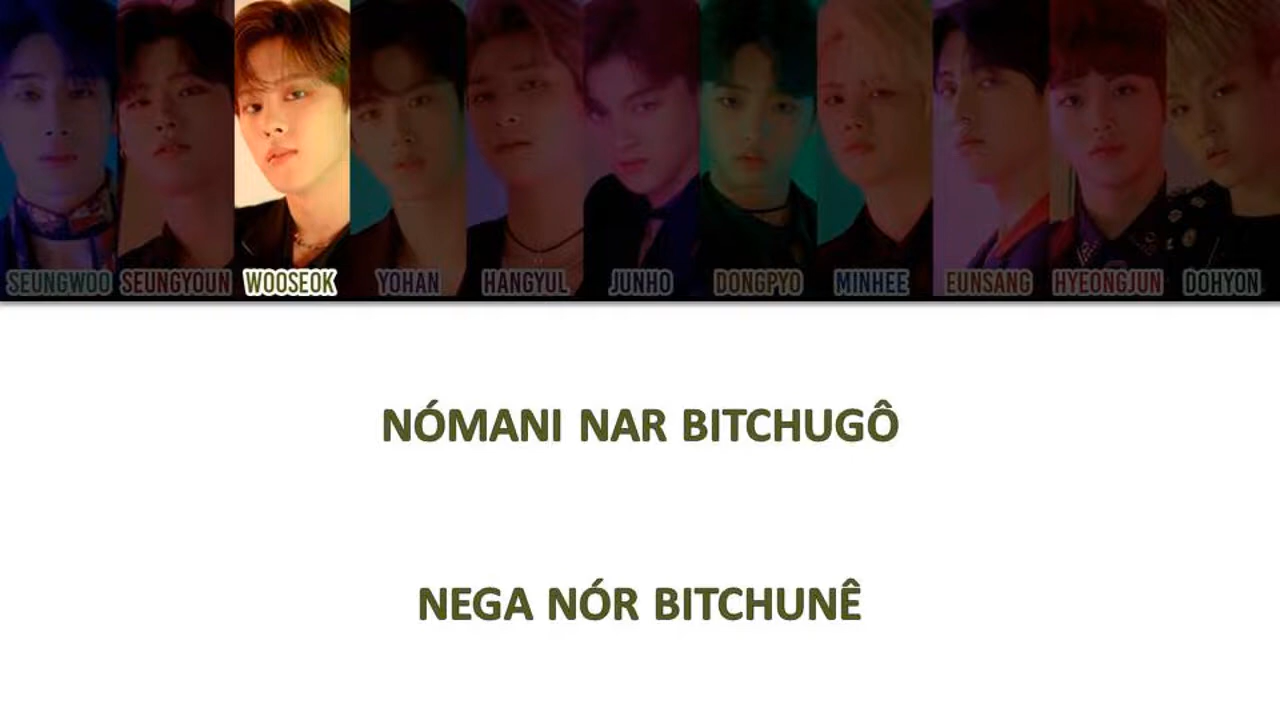 SEUNGWOO SEUNGYOUN WOOSEOK YOHAN HANGYUL JUNHO DONGPYO MINHEE EUNSANG HYEONGJUN DOHYON
NÓMANI NAR BITCHUGÔ
NEGA NÓR BITCHUNÊ